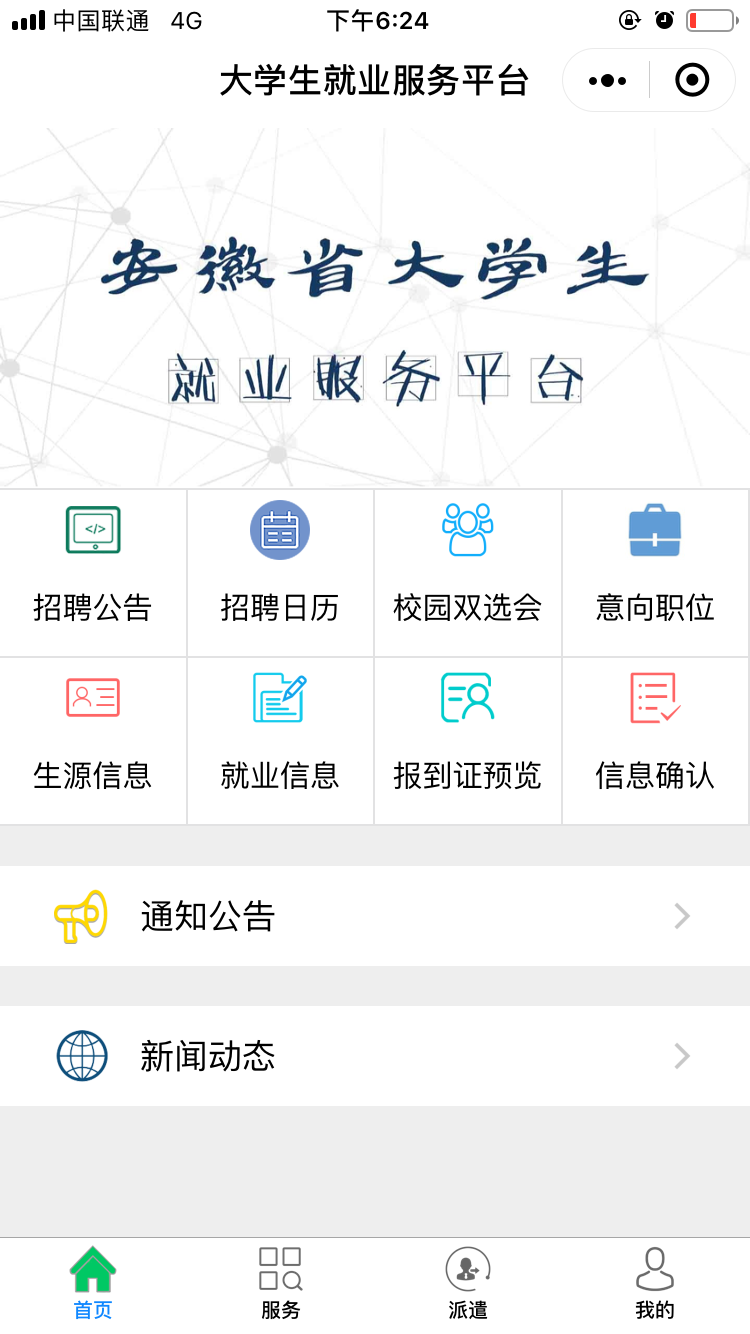 中国联通 4G 下午6:24
大学生就业服务平台
安徽省大学生
就业服务平台
</>
招聘公告 招聘日历 校园双选会 意向职位
生源信息 就业信息 报到证预览 信息确认
通知公告
新闻动态
首页 服务 派遣 我的